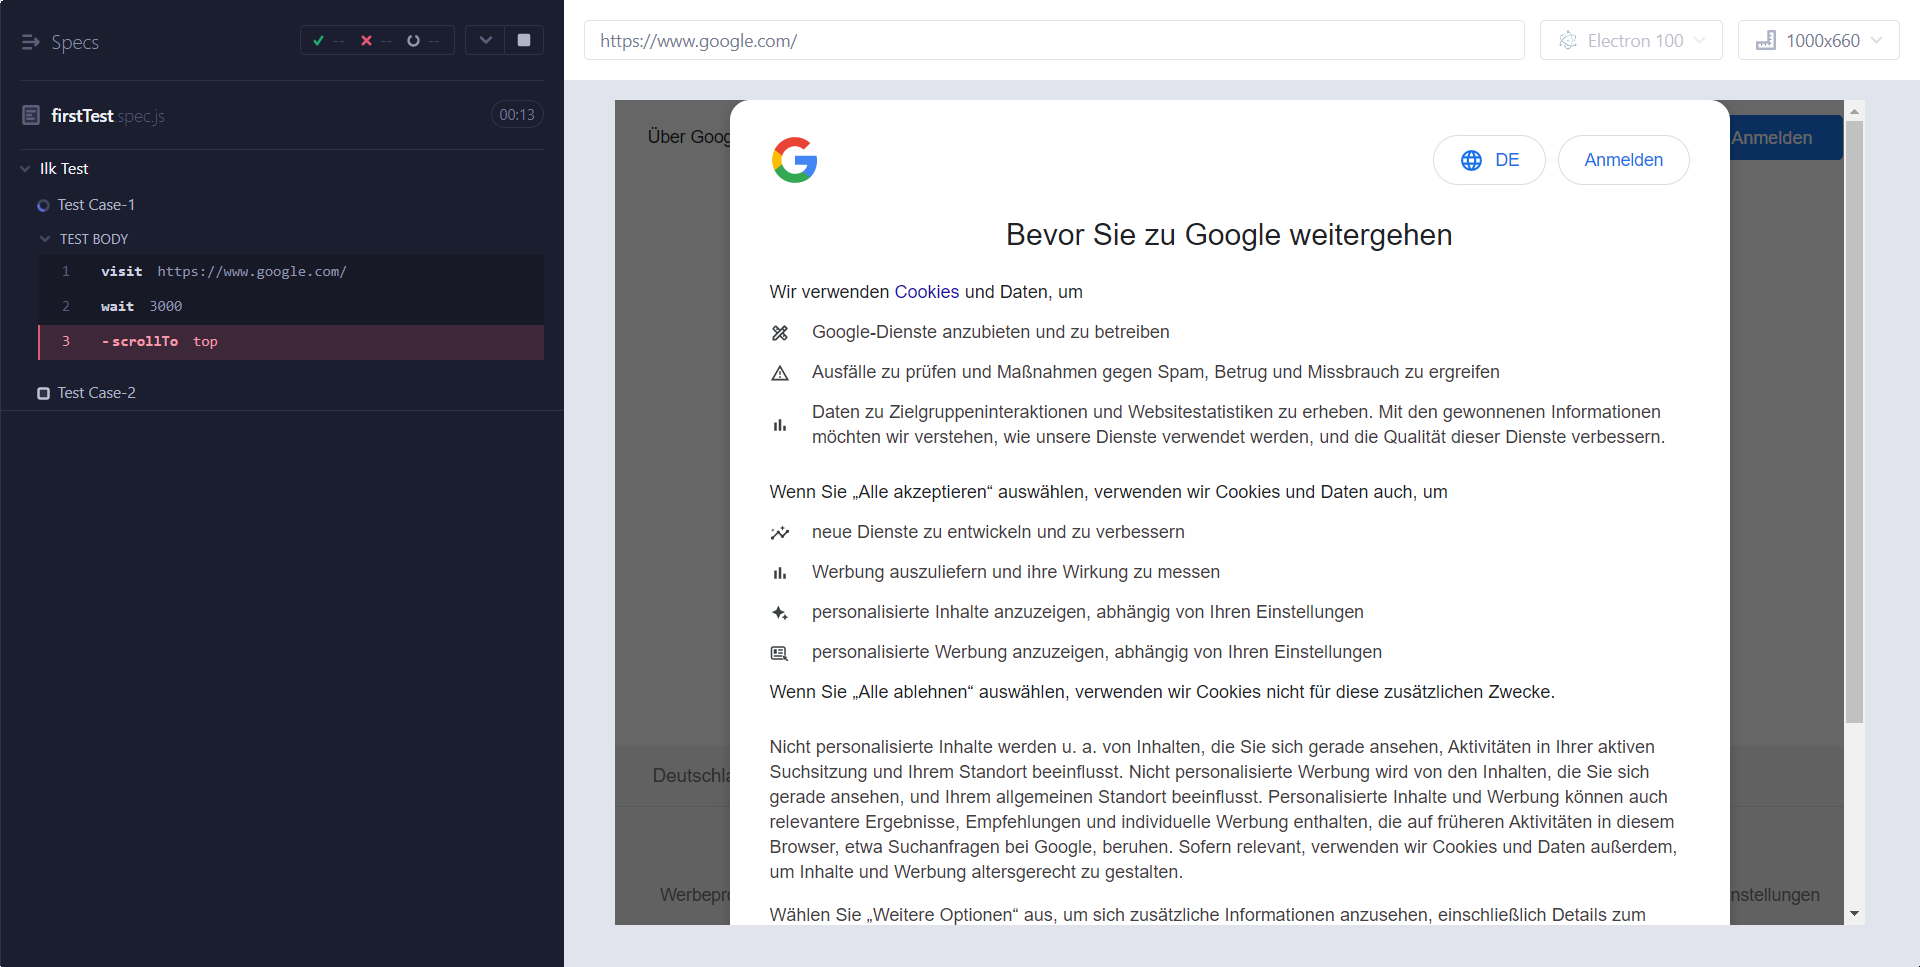 Specs
--
--
--
firstTest.spec.js
00:13
Ilk Test
Test Case-1
TEST BODY
1 visit https://www.google.com/
2 wait 3000
3 -scrollTo top
Test Case-2
https://www.google.com/
Electron 100
1000x660
Über Goog
Anmelden
DE
Anmelden
Bevor Sie zu Google weitergehen
Wir verwenden Cookies und Daten, um
Google-Dienste anzubieten und zu betreiben
Ausfälle zu prüfen und Maßnahmen gegen Spam, Betrug und Missbrauch zu ergreifen
Daten zu Zielgruppeninteraktionen und Websitestatistiken zu erheben. Mit den gewonnenen Informationen
möchten wir verstehen, wie unsere Dienste verwendet werden, und die Qualität dieser Dienste verbessern.
Wenn Sie „Alle akzeptieren“ auswählen, verwenden wir Cookies und Daten auch, um
neue Dienste zu entwickeln und zu verbessern
Werbung auszuliefern und ihre Wirkung zu messen
personalisierte Inhalte anzuzeigen, abhängig von Ihren Einstellungen
personalisierte Werbung anzuzeigen, abhängig von Ihren Einstellungen
Wenn Sie „Alle ablehnen“ auswählen, verwenden wir Cookies nicht für diese zusätzlichen Zwecke.
Nicht personalisierte Inhalte werden u. a. von Inhalten, die Sie sich gerade ansehen, Aktivitäten in Ihrer aktiven
Suchsitzung und Ihrem Standort beeinflusst. Nicht personalisierte Werbung wird von den Inhalten, die Sie sich
gerade ansehen, und Ihrem allgemeinen Standort beeinflusst. Personalisierte Inhalte und Werbung können auch
relevantere Ergebnisse, Empfehlungen und individuelle Werbung enthalten, die auf früheren Aktivitäten in diesem
Browser, etwa Suchanfragen bei Google, beruhen. Sofern relevant, verwenden wir Cookies und Daten außerdem,
um Inhalte und Werbung altersgerecht zu gestalten.
Wählen Sie „Weitere Optionen“ aus, um sich zusätzliche Informationen anzusehen, einschließlich Details zum
Deutschla
Werbepro
nstellungen